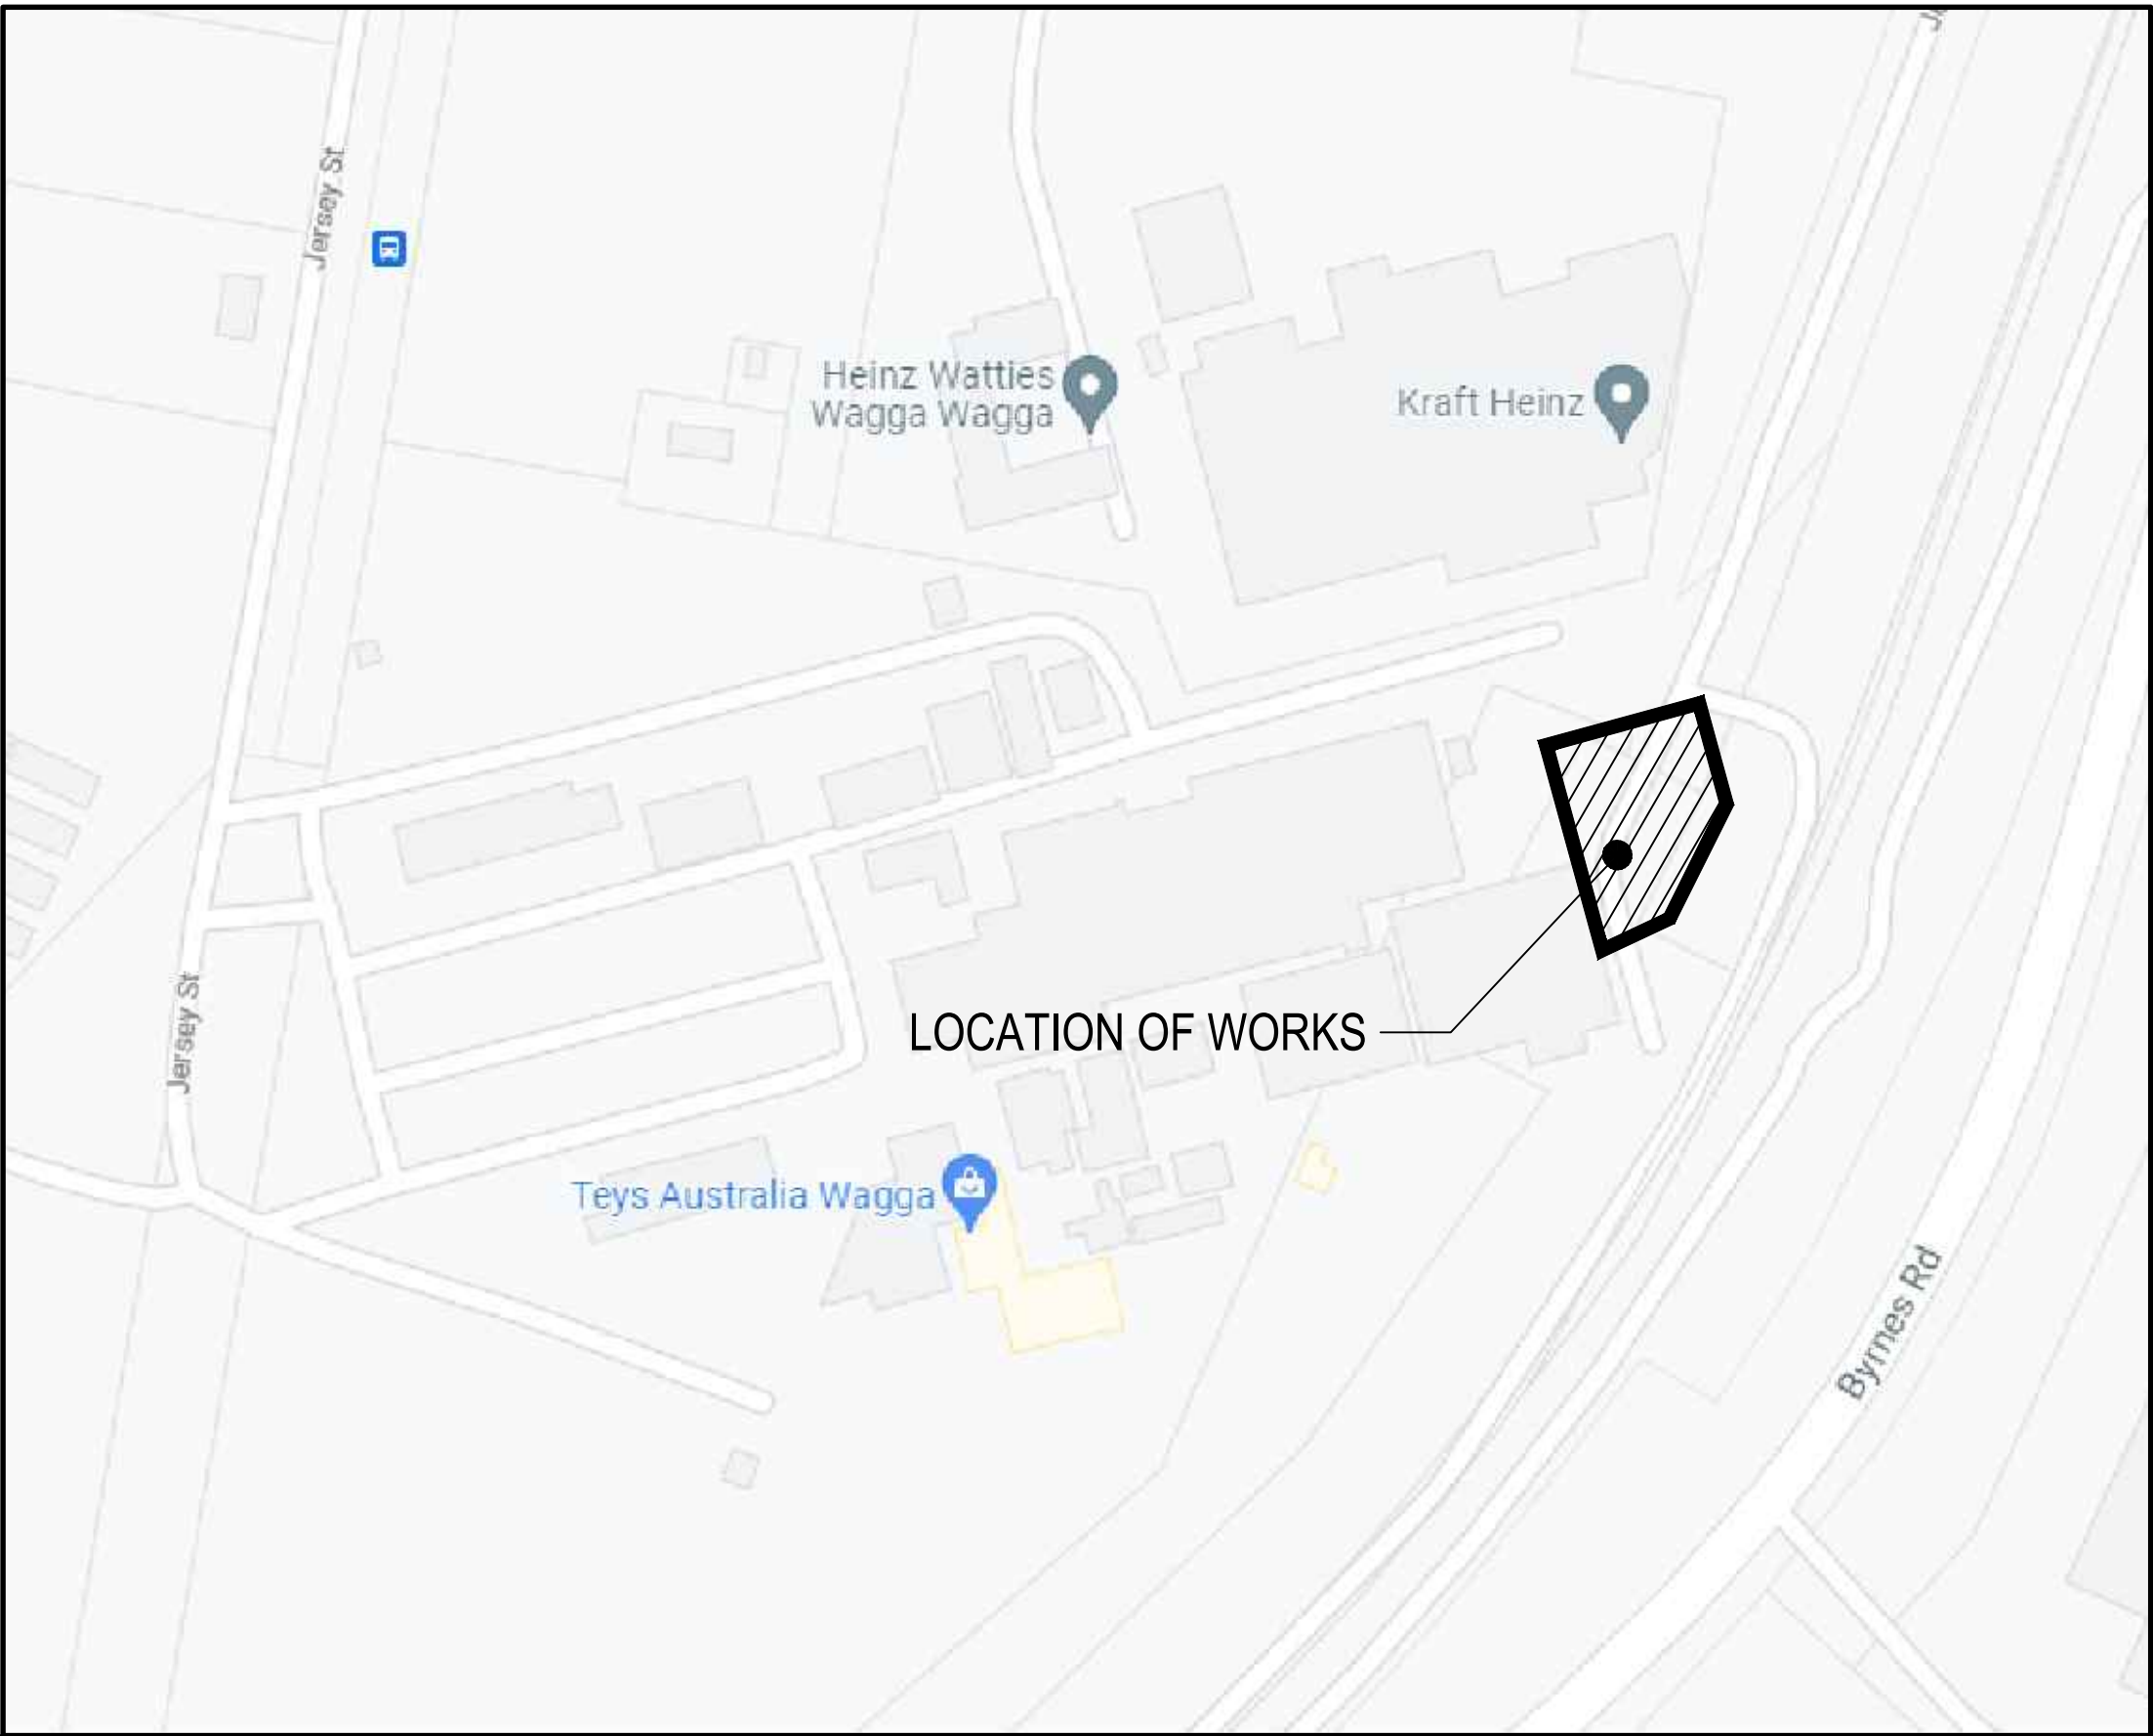 Jersey St
Heinz Watties
Wagga Wagga
Kraft Heinz
LOCATION OF WORKS
Jersey St
Teys Australia Wagga
Byrnes Rd